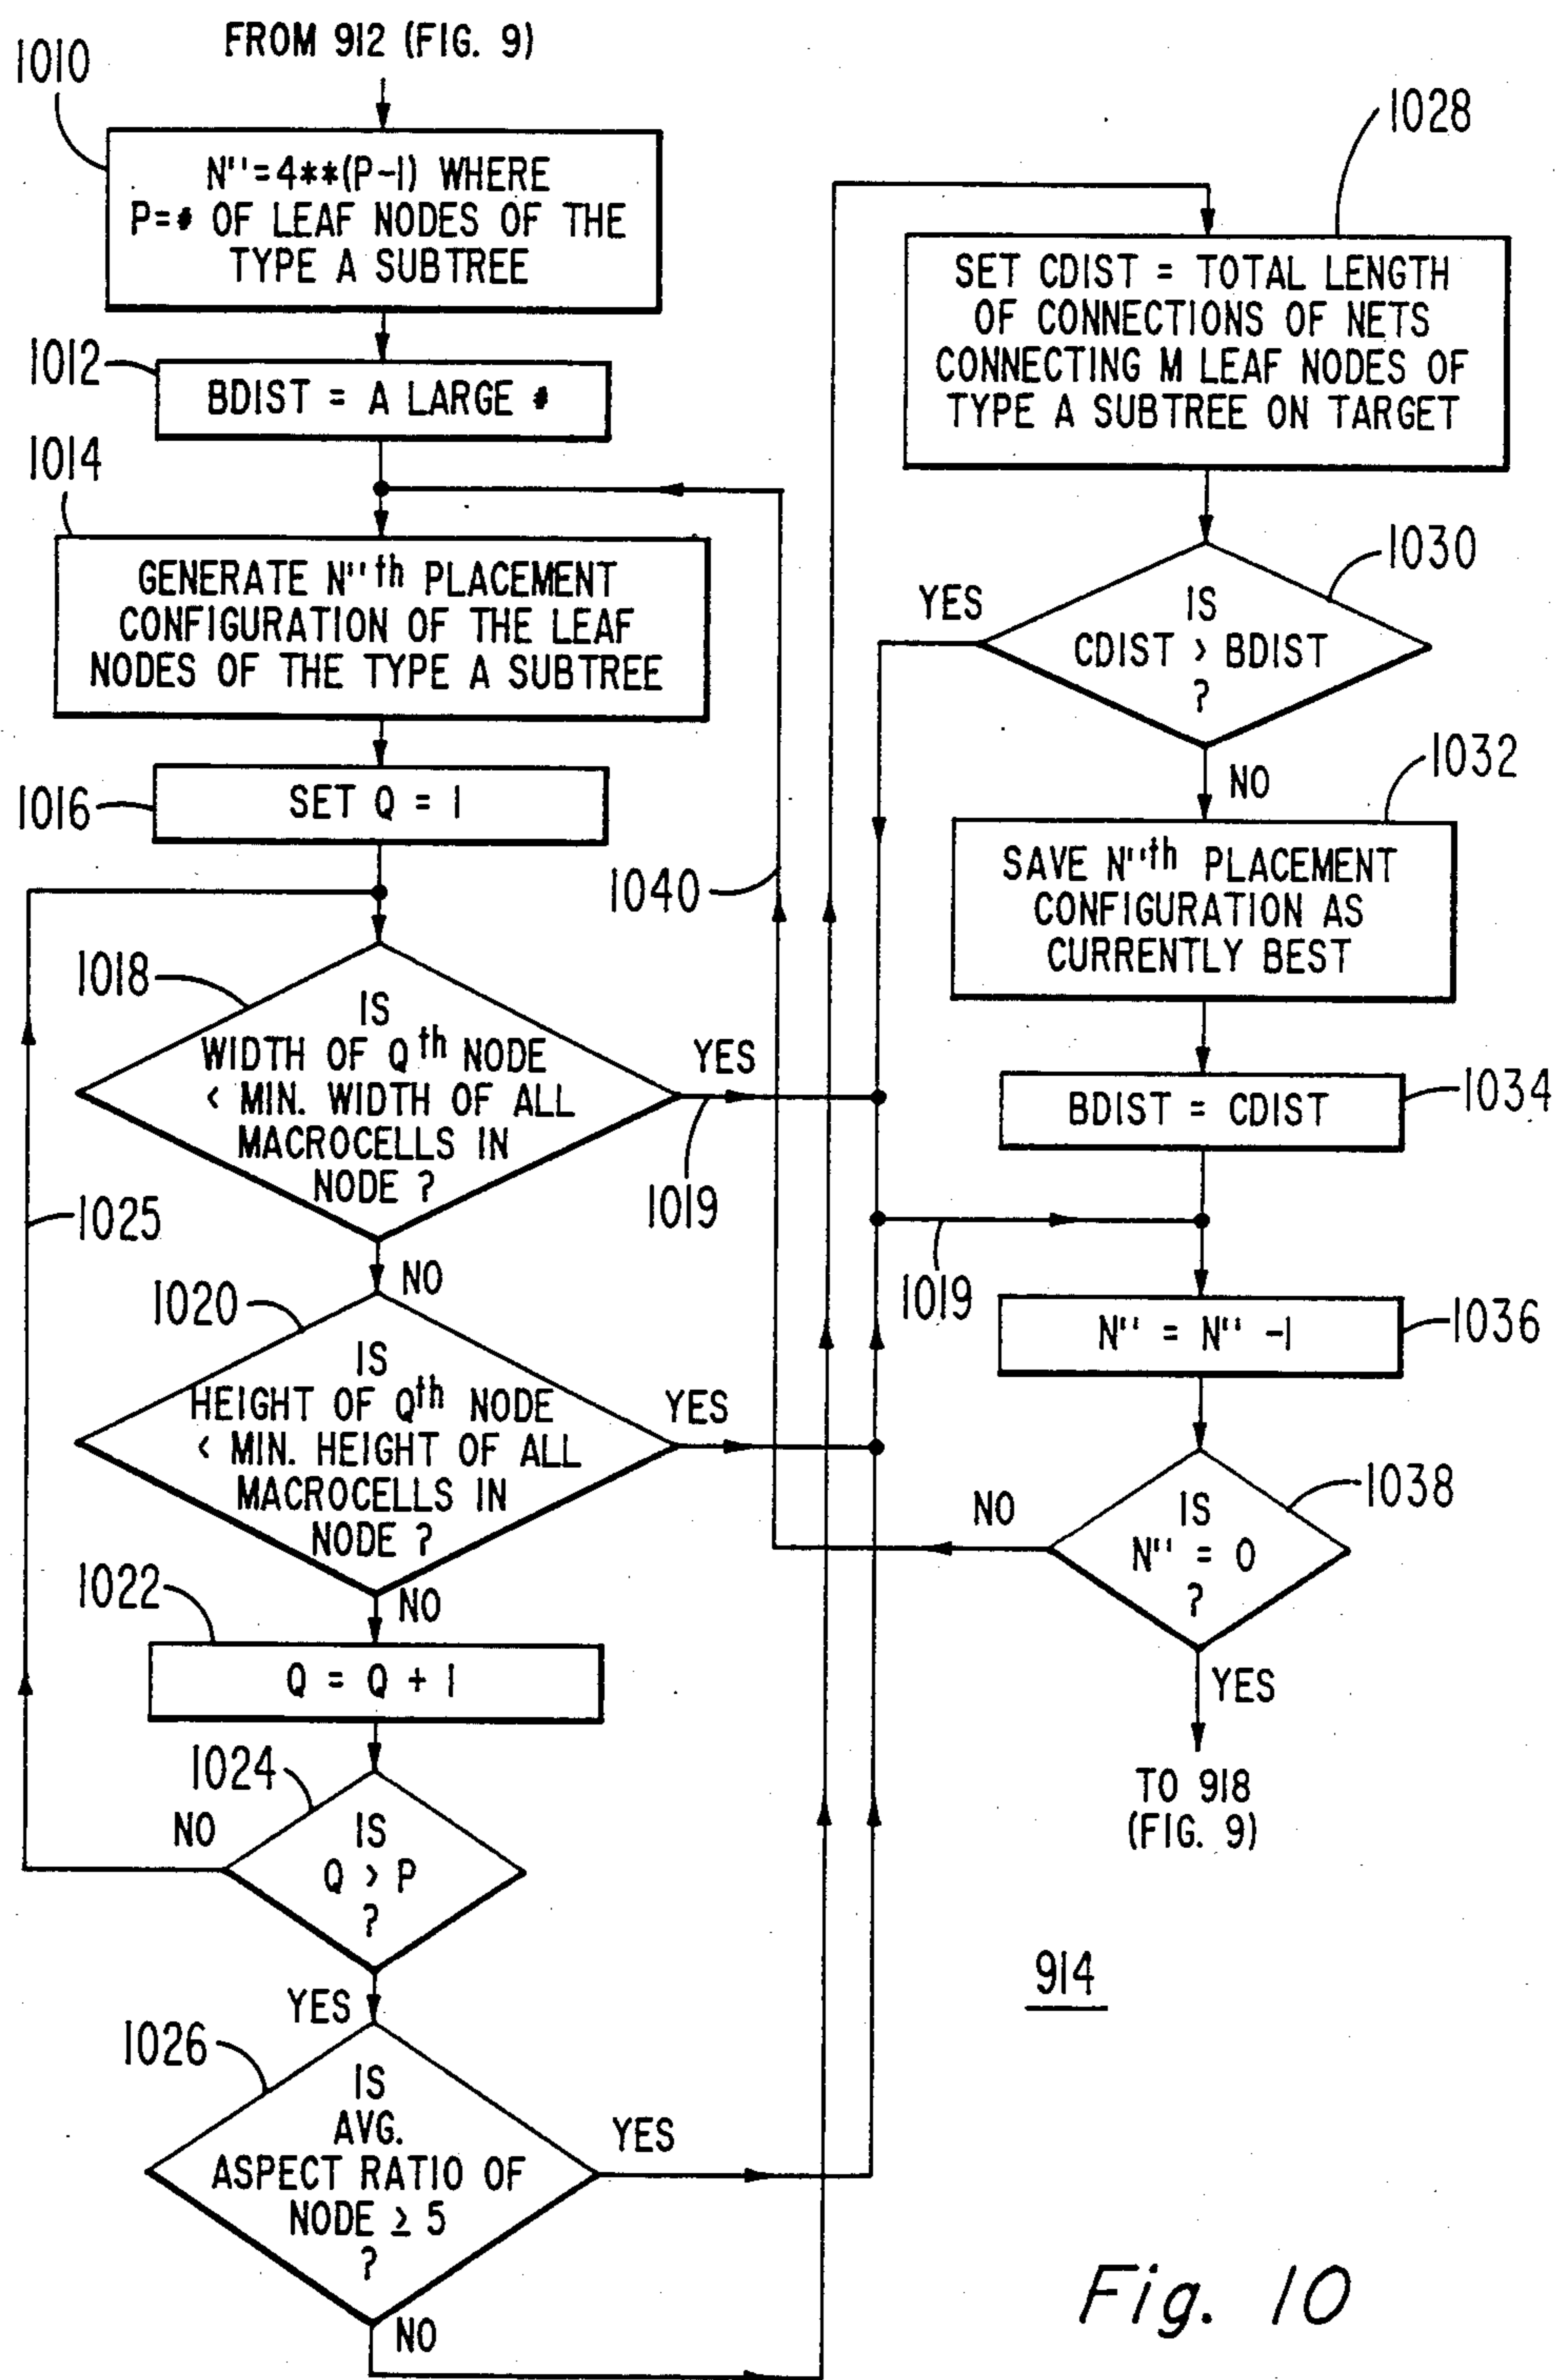 FROM 912 (FIG. 9)
1010
N''=4**(P-1) WHERE
P=# OF LEAF NODES OF THE
TYPE A SUBTREE
1012
BDIST = A LARGE #
1014
GENERATE N''th PLACEMENT
CONFIGURATION OF THE LEAF
NODES OF THE TYPE A SUBTREE
1016
SET Q = 1
1018
IS
WIDTH OF Qth NODE
< MIN. WIDTH OF ALL
MACROCELLS IN
NODE ?
YES
1019
NO
1025
1020
IS
HEIGHT OF Qth NODE
< MIN. HEIGHT OF ALL
MACROCELLS IN
NODE ?
YES
NO
1022
Q = Q + 1
1024
IS
Q > P
?
NO
YES
1026
IS
AVG.
ASPECT RATIO OF
NODE ≥ 5
?
YES
NO
1028
SET CDIST = TOTAL LENGTH
OF CONNECTIONS OF NETS
CONNECTING M LEAF NODES OF
TYPE A SUBTREE ON TARGET
1030
IS
CDIST > BDIST
?
YES
NO
1032
SAVE N''th PLACEMENT
CONFIGURATION AS
CURRENTLY BEST
1040
1034
BDIST = CDIST
1019
1036
N'' = N'' -1
1038
IS
N'' = 0
?
NO
YES
TO 918
(FIG. 9)
914
Fig. 10